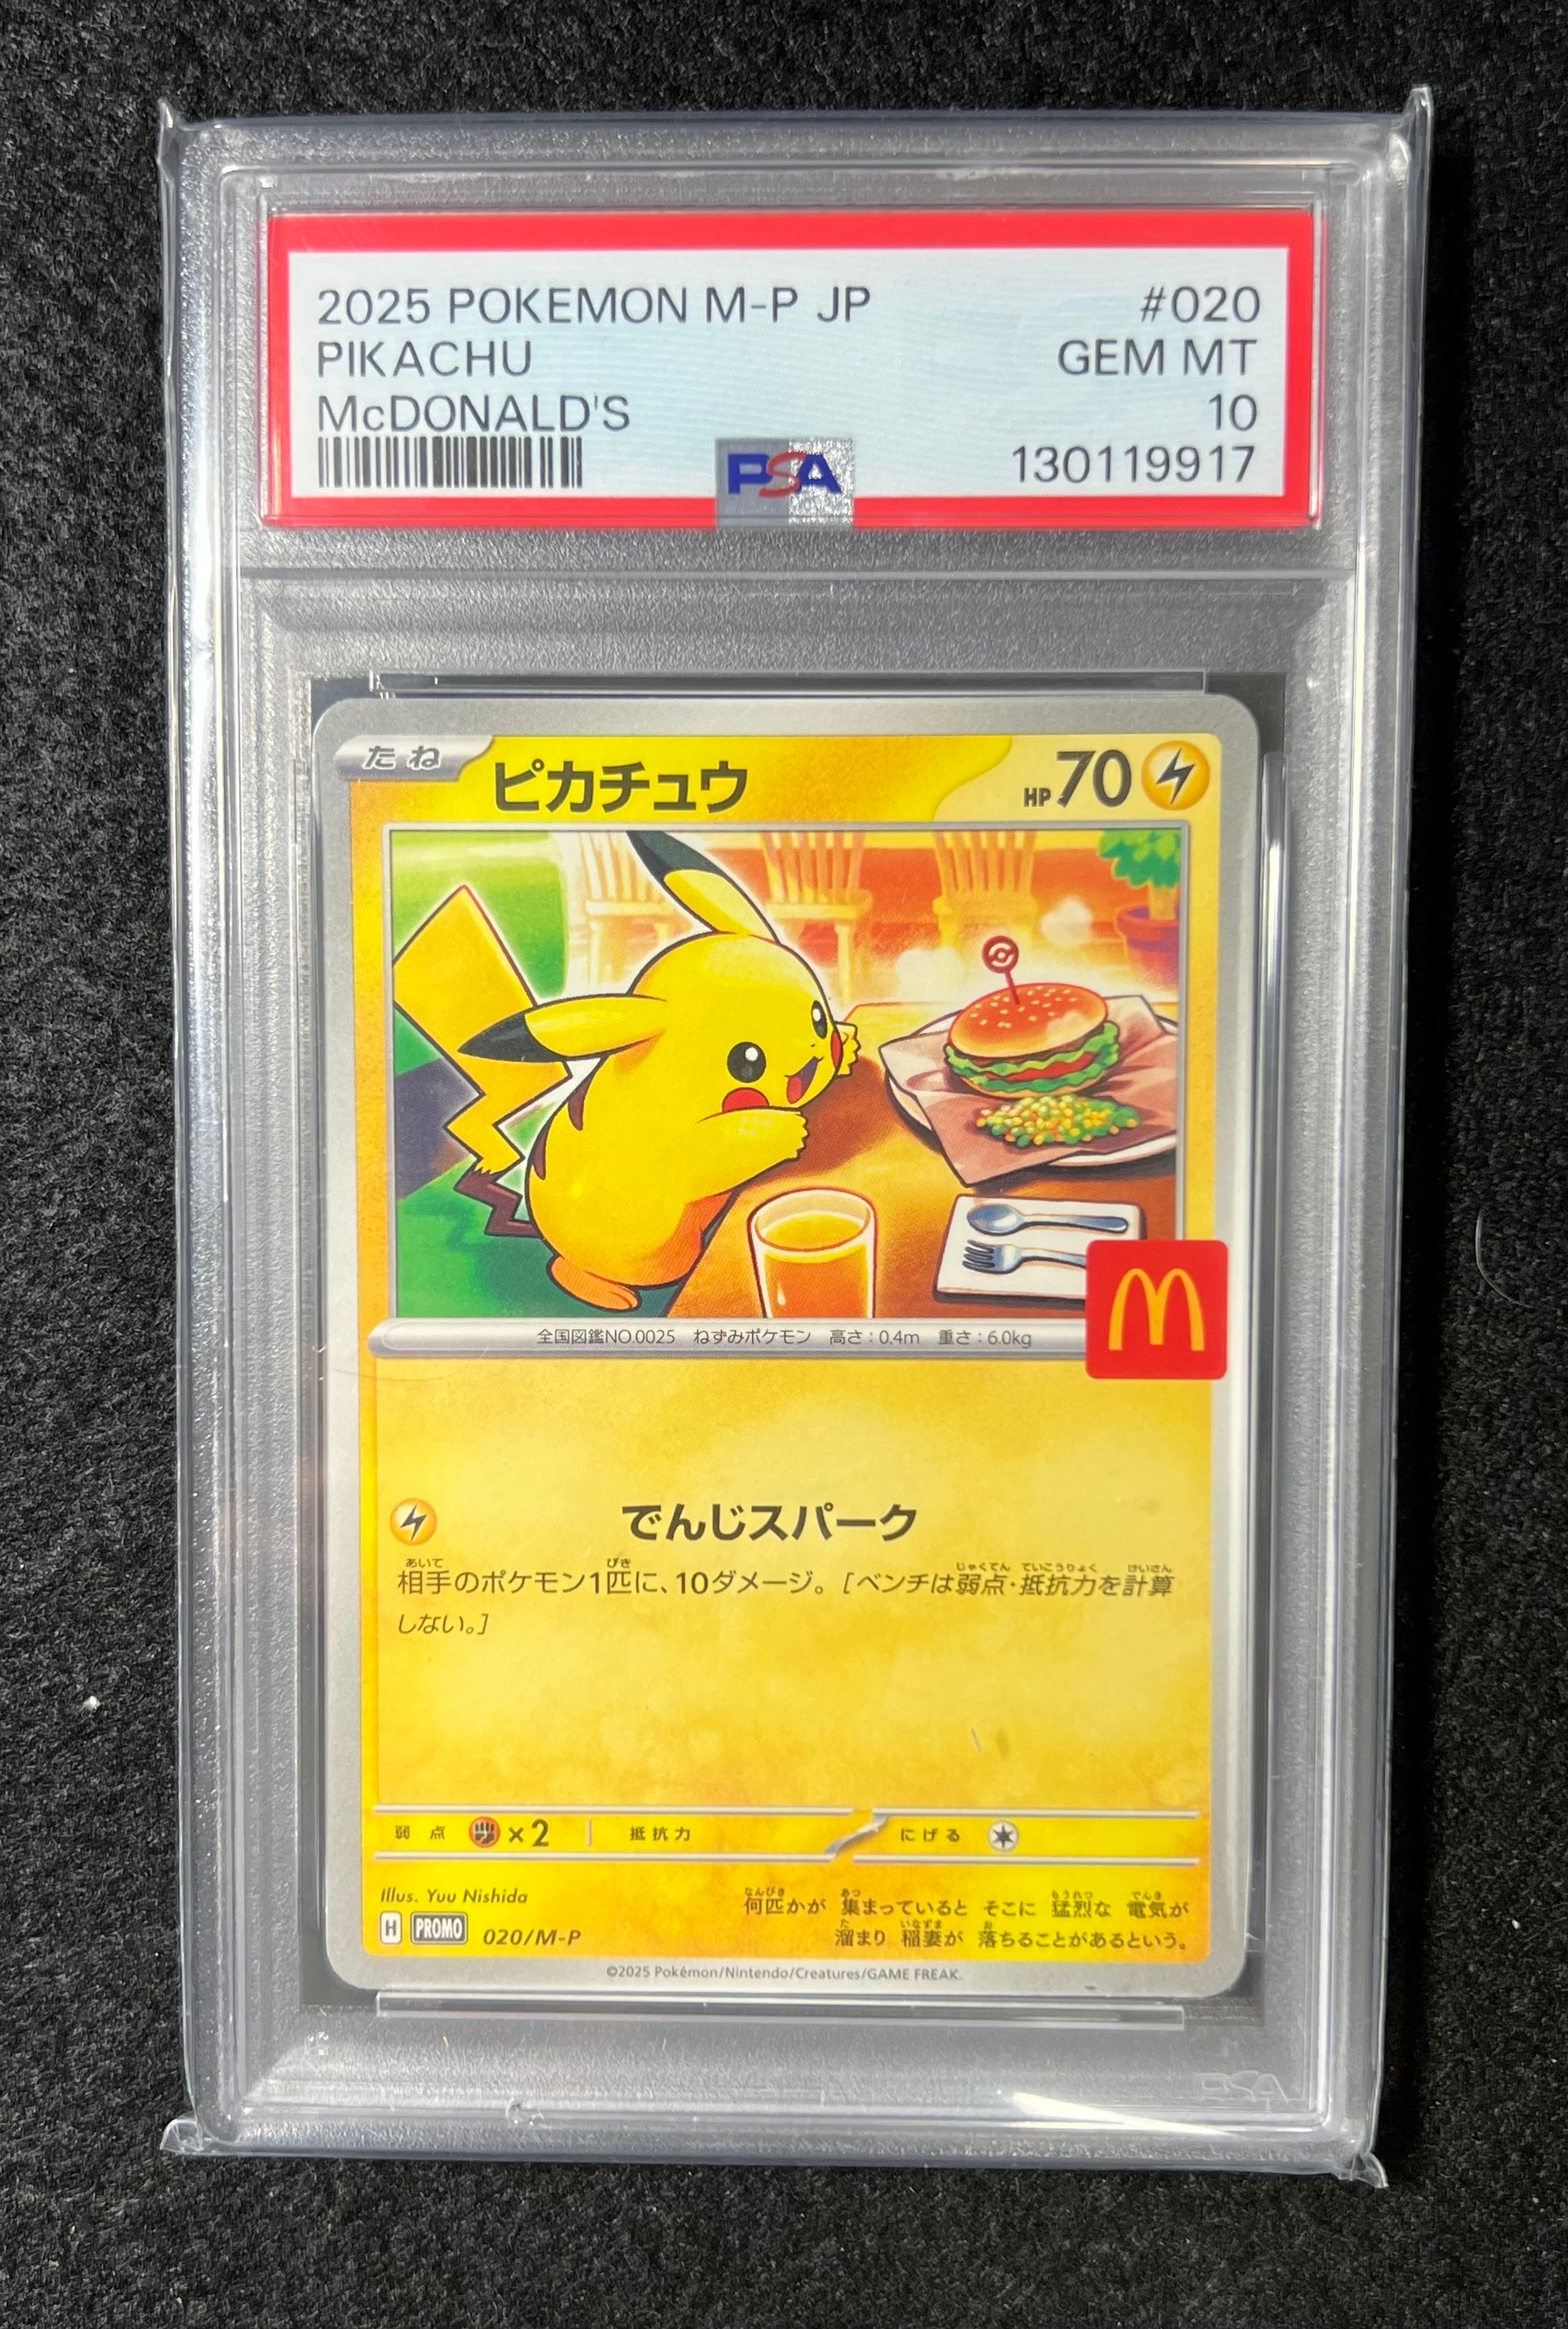 2025 POKEMON M-P JP #020
PIKACHU GEM MT
McDONALD'S 10
PSA 130119917
たね ピカチュウ HP70
M
全国図鑑NO.0025 ねずみポケモン 高さ:0.4m 重さ:6.0kg
でんじスパーク
相手のポケモン1匹に、10ダメージ。[ベンチは弱点・抵抗力を計算
しない。]
弱点 ×2 抵抗力 にげる
Illus. Yuu Nishida
何匹かが 集まっていると そこに 猛烈な 電気が
溜まり 稲妻が 落ちることがあるという。
H PROMO 020/M-P
©2025 Pokémon/Nintendo/Creatures/GAME FREAK.
PSA